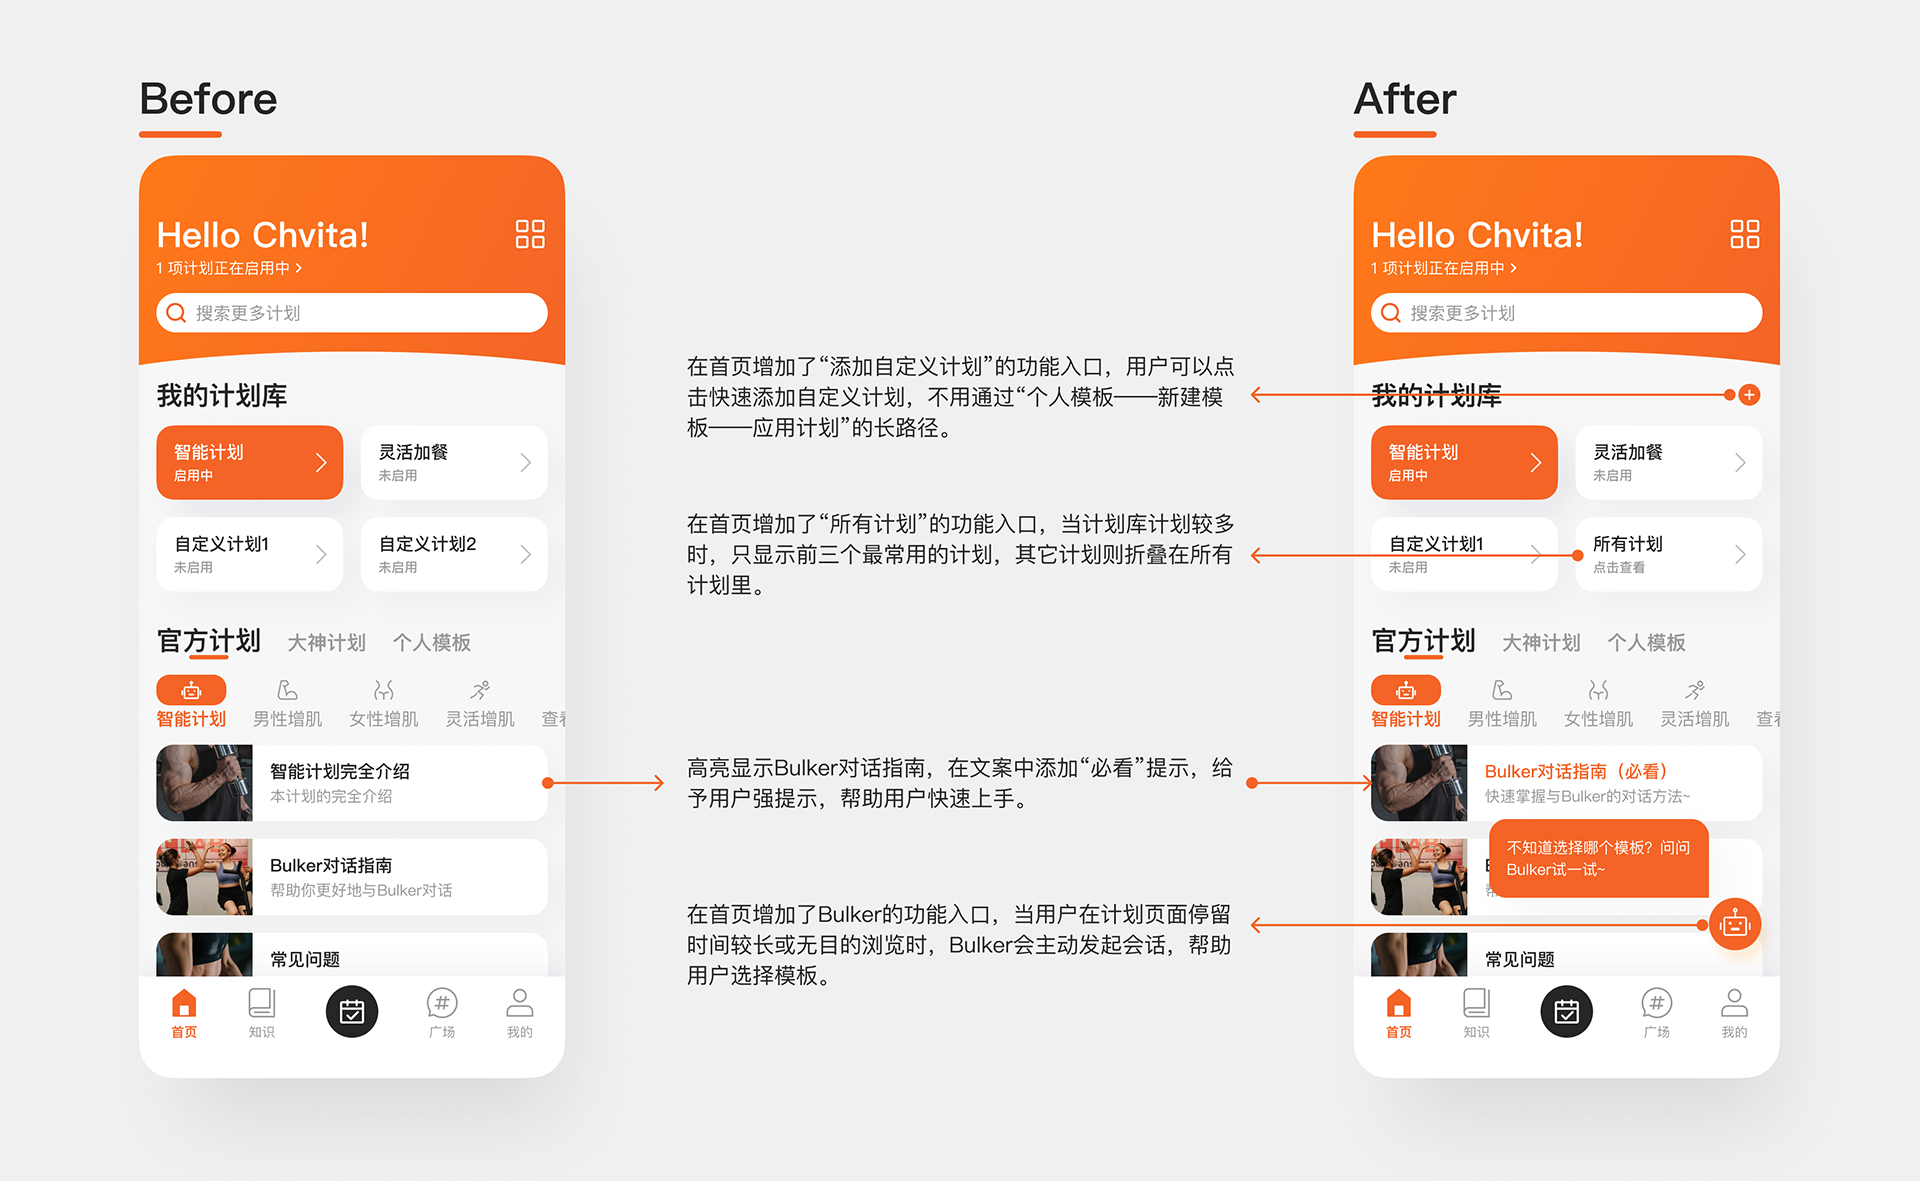 Before
Hello Chvita!
1 项计划正在启用中
搜索更多计划
我的计划库
智能计划
启用中
灵活加餐
未启用
自定义计划1
未启用
自定义计划2
未启用
官方计划 大神计划 个人模板
智能计划 男性增肌 女性增肌 灵活增肌 查看
智能计划完全介绍
本计划的完全介绍
Bulker对话指南
帮助你更好地与Bulker对话
常见问题
首页 知识 广场 我的
在首页增加了“添加自定义计划”的功能入口，用户可以点
击快速添加自定义计划，不用通过“个人模板——新建模
板——应用计划”的长路径。
在首页增加了“所有计划”的功能入口，当计划库计划较多
时，只显示前三个最常用的计划，其它计划则折叠在所有
计划里。
高亮显示Bulker对话指南，在文案中添加“必看”提示，给
予用户强提示，帮助用户快速上手。
在首页增加了Bulker的功能入口，当用户在计划页面停留
时间较长或无目的浏览时，Bulker会主动发起会话，帮助
用户选择模板。
After
Hello Chvita!
1 项计划正在启用中
搜索更多计划
我的计划库
智能计划
启用中
灵活加餐
未启用
自定义计划1
未启用
所有计划
点击查看
官方计划 大神计划 个人模板
智能计划 男性增肌 女性增肌 灵活增肌 查看
Bulker对话指南（必看）
快速掌握与Bulker的对话方法~
不知道选择哪个模板？问问
Bulker试一试~
常见问题
首页 知识 广场 我的